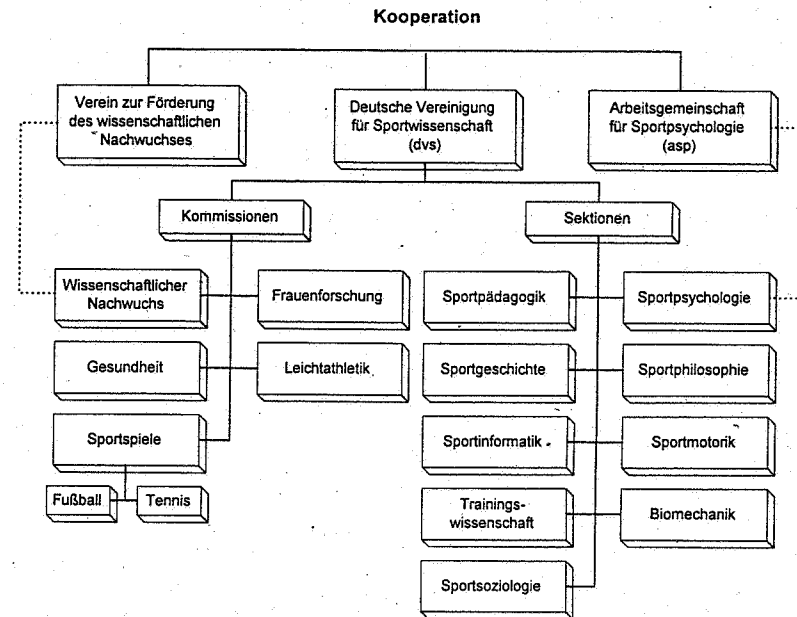 Kooperation
Verein zur Förderung
des wissenschaftlichen
Nachwuchses
Deutsche Vereinigung
für Sportwissenschaft
(dvs)
Arbeitsgemeinschaft
für Sportpsychologie
(asp)
Kommissionen
Sektionen
Wissenschaftlicher
Nachwuchs
Frauenforschung
Sportpädagogik
Sportpsychologie
Gesundheit
Leichtathletik
Sportgeschichte
Sportphilosophie
Sportspiele
Sportinformatik
Sportmotorik
Fußball
Tennis
Trainings-
wissenschaft
Biomechanik
Sportsoziologie